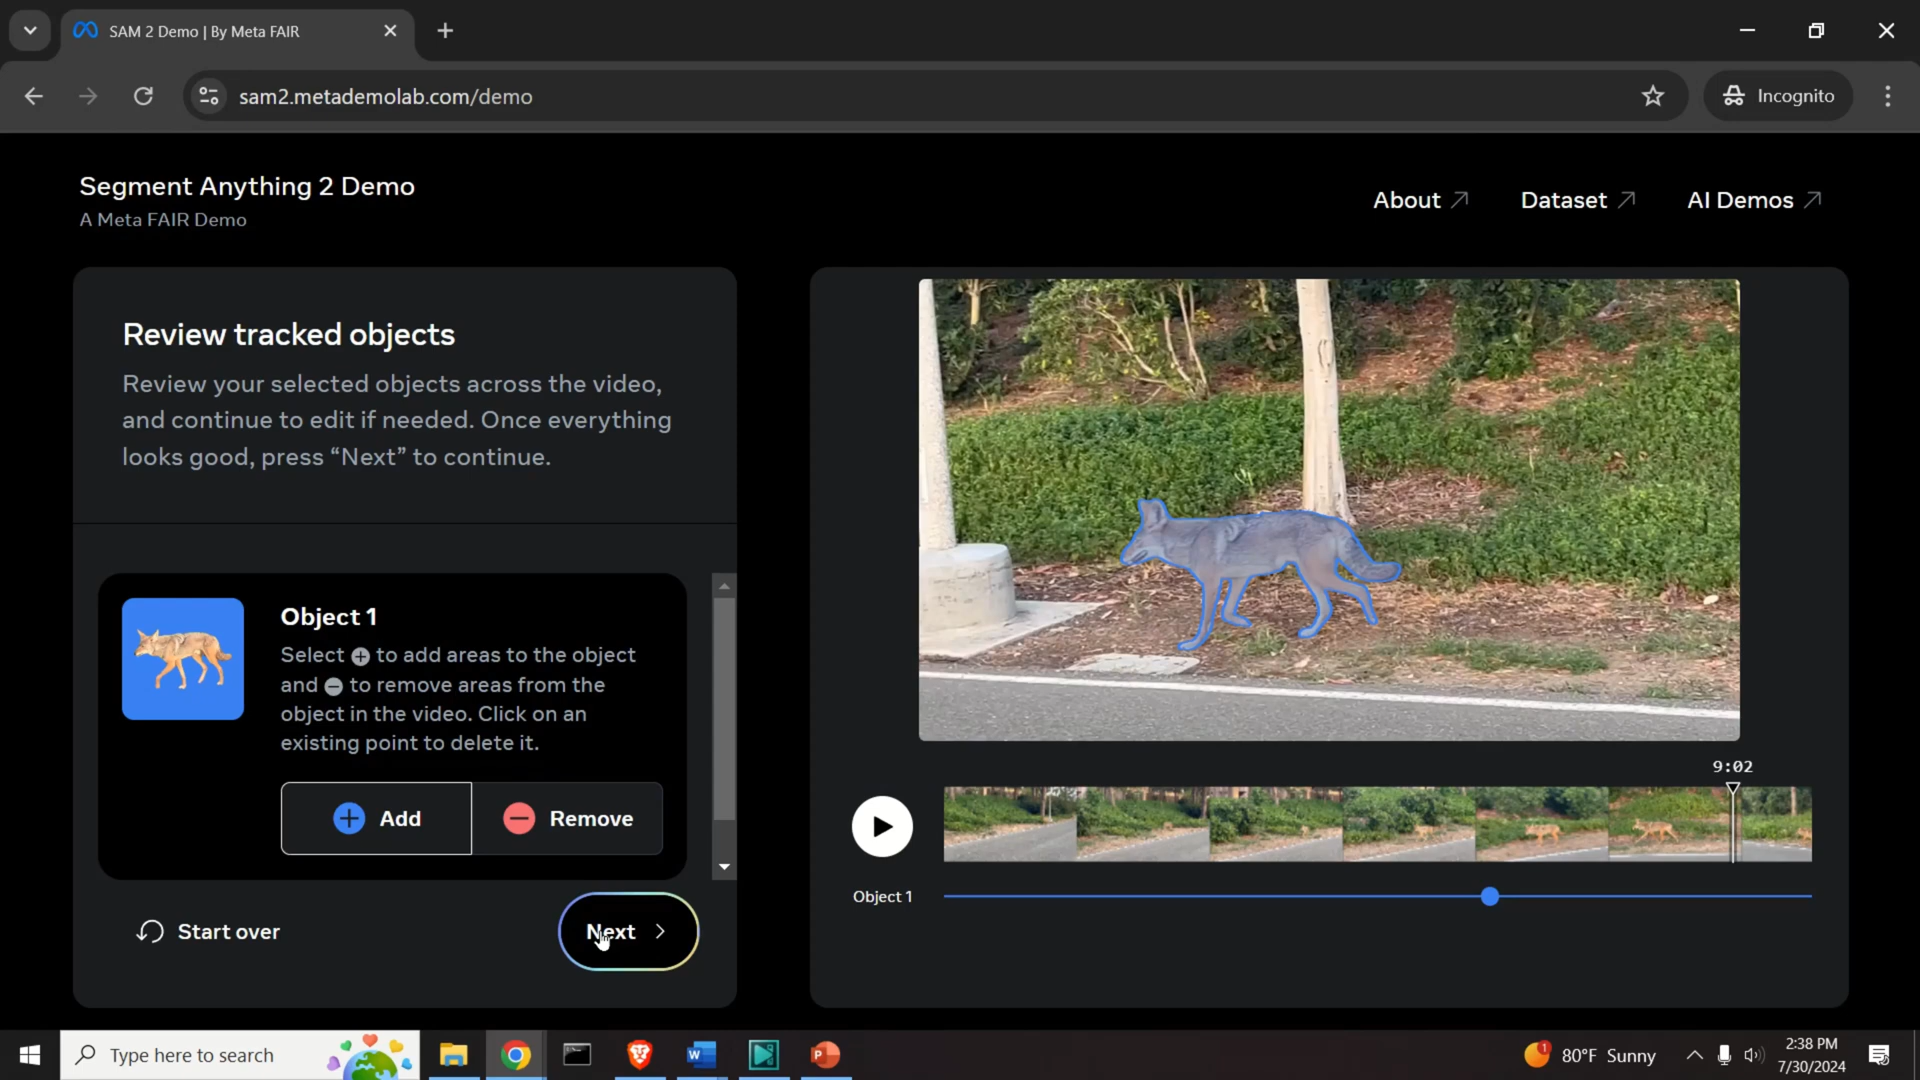 SAM 2 Demo | By Meta FAIR
sam2.metademolab.com/demo
Incognito
Segment Anything 2 Demo
A Meta FAIR Demo
About
Dataset
AI Demos
Review tracked objects
Review your selected objects across the video,
and continue to edit if needed. Once everything
looks good, press “Next” to continue.
Object 1
Select + to add areas to the object
and - to remove areas from the
object in the video. Click on an
existing point to delete it.
Add
Remove
Start over
Next
9:02
Object 1
Type here to search
W
P
1
80°F Sunny
2:38 PM
7/30/2024